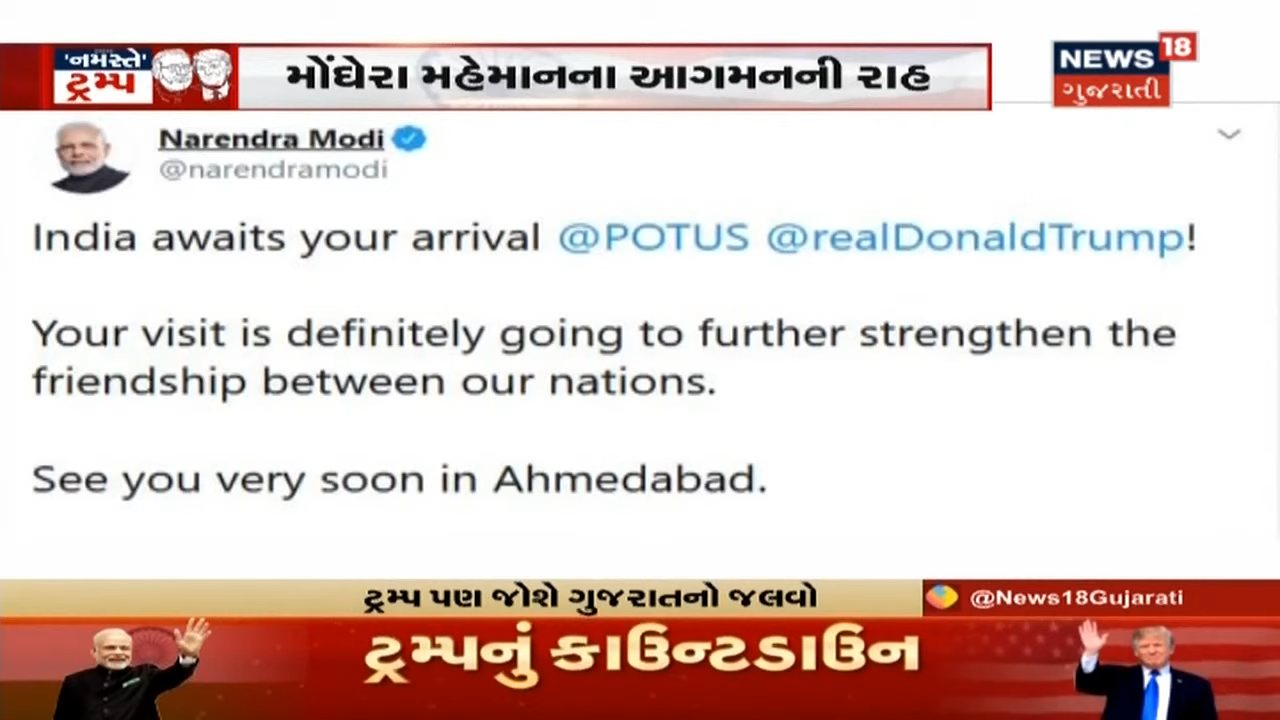 'નમસ્તે'
ટ્રમ્પ
મોંઘેરા મહેમાનના આગમનની રાહ
NEWS 18
ગુજરાતી
Narendra Modi
@narendramodi
India awaits your arrival @POTUS @realDonaldTrump!
Your visit is definitely going to further strengthen the
friendship between our nations.
See you very soon in Ahmedabad.
ટ્રમ્પ પણ જોશે ગુજરાતનો જલવો
@News18Gujarati
ટ્રમ્પનું કાઉન્ટડાઉન